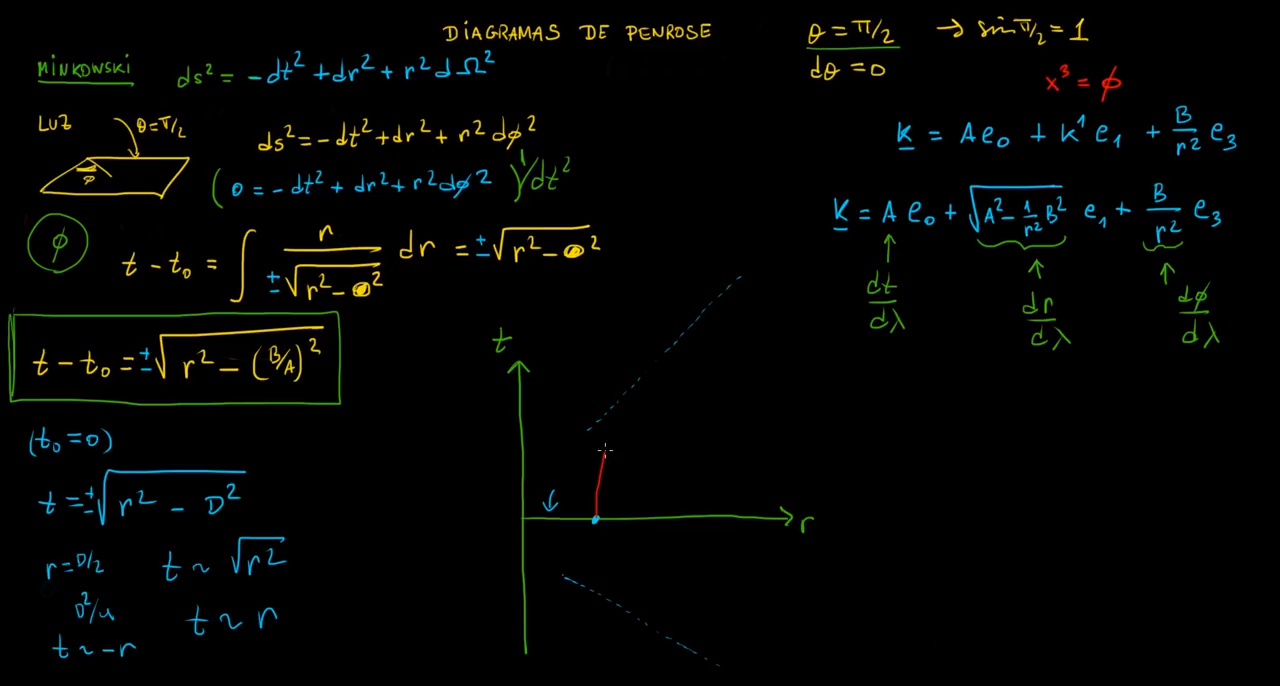 DIAGRAMAS DE PENROSE
θ = π/2 → sin π/2 = 1
dθ = 0
MINKOWSKI ds² = -dt² + dr² + r² dΩ²
x³ = ϕ
LUZ θ = π/2
ds² = -dt² + dr² + r² dϕ²
K = A e₀ + K¹ e₁ + B/r² e₃
(0 = -dt² + dr² + r² dϕ²) 1/dt²
K = A e₀ + √(A² - 1/r² B²) e₁ + B/r² e₃
ϕ
t - t₀ = ∫ r/(±√(r² - ²)) dr = ±√(r² - ²)
dt/dλ dr/dλ dϕ/dλ
t - t₀ = ±√(r² - (B/A)²)
t
(t₀ = 0)
t = ±√(r² - D²)
r
r = D/2 t ~ √r²
t ~ r
t ~ -r